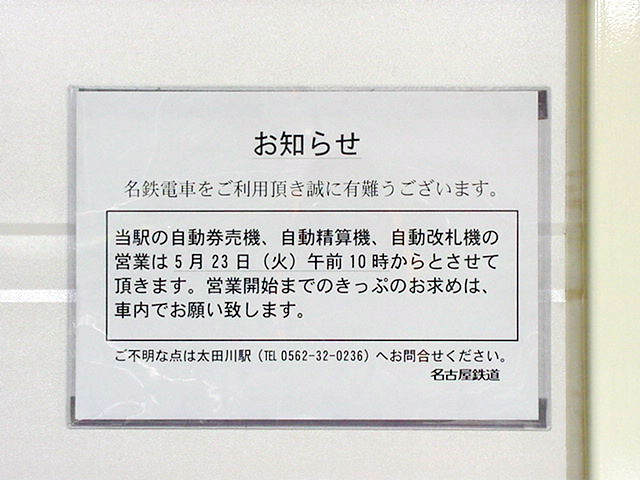 お知らせ
名鉄電車をご利用頂き誠に有難うございます。
当駅の自動券売機、自動精算機、自動改札機の
営業は５月23日（火）午前10時からとさせて
頂きます。営業開始までのきっぷのお求めは、
車内でお願い致します。
ご不明な点は太田川駅（℡0562-32-0236）へお問合せください。
名古屋鉄道